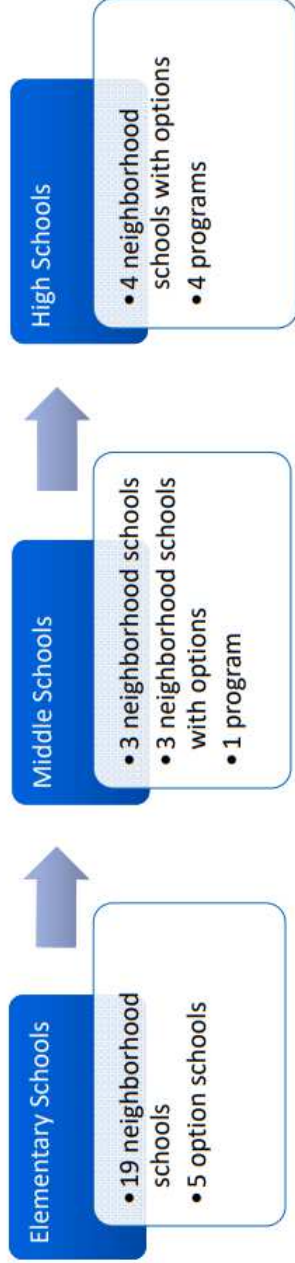 Elementary Schools
• 19 neighborhood
schools
• 5 option schools
Middle Schools
• 3 neighborhood schools
• 3 neighborhood schools
with options
• 1 program
High Schools
• 4 neighborhood
schools with options
• 4 programs